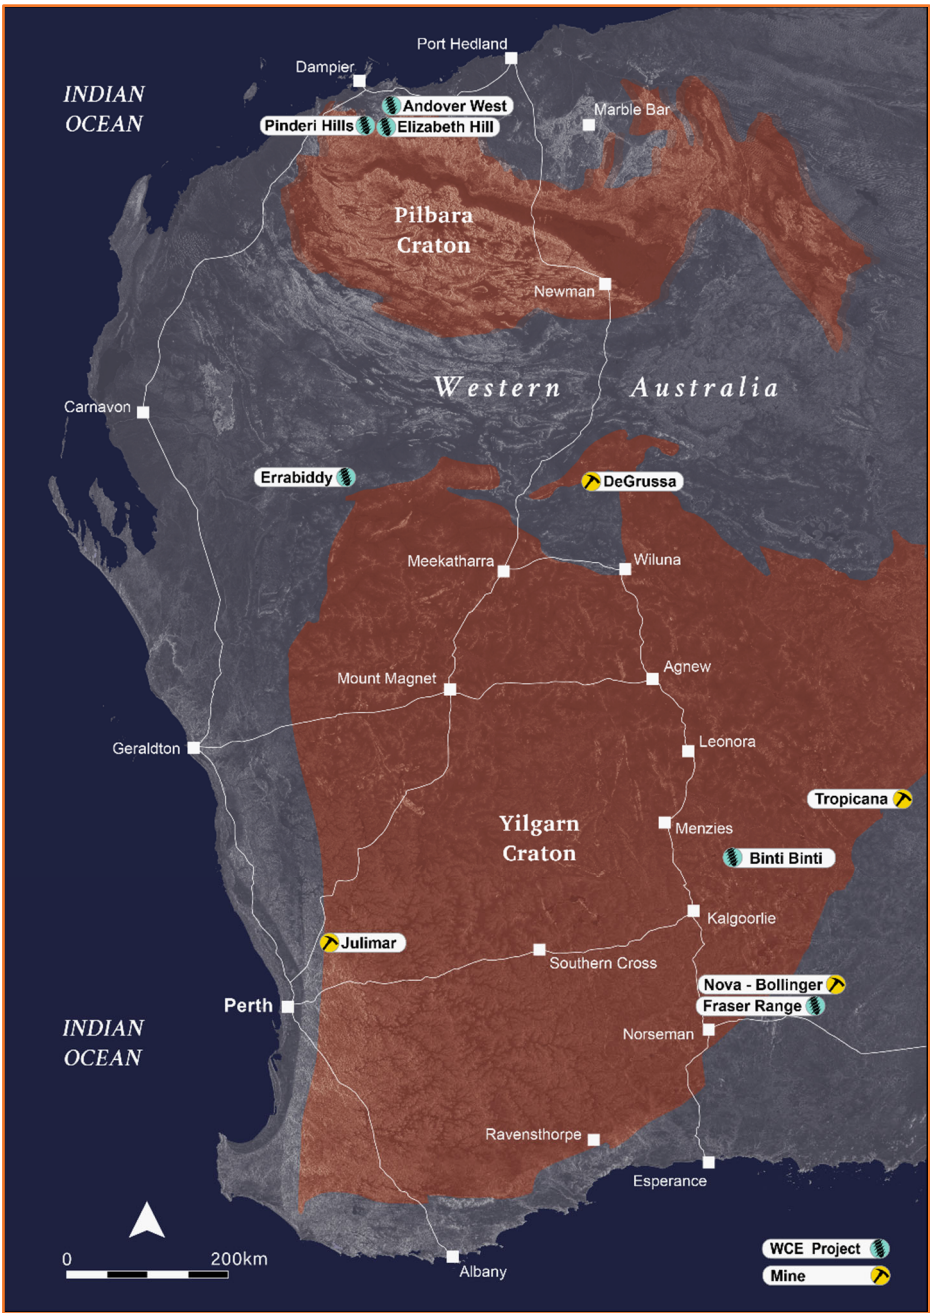 Port Hedland
Dampier
INDIAN
OCEAN
Andover West
Marble Bar
Pinderi Hills
Elizabeth Hill
Pilbara
Craton
Newman
Western Australia
Carnavon
Errabiddy
DeGrussa
Meekatharra
Wiluna
Mount Magnet
Agnew
Geraldton
Leonora
Tropicana
Yilgarn
Craton
Menzies
Binti Binti
Kalgoorlie
Julimar
Southern Cross
Nova - Bollinger
Perth
Fraser Range
INDIAN
OCEAN
Norseman
Ravensthorpe
Esperance
0 200km
Albany
WCE Project
Mine